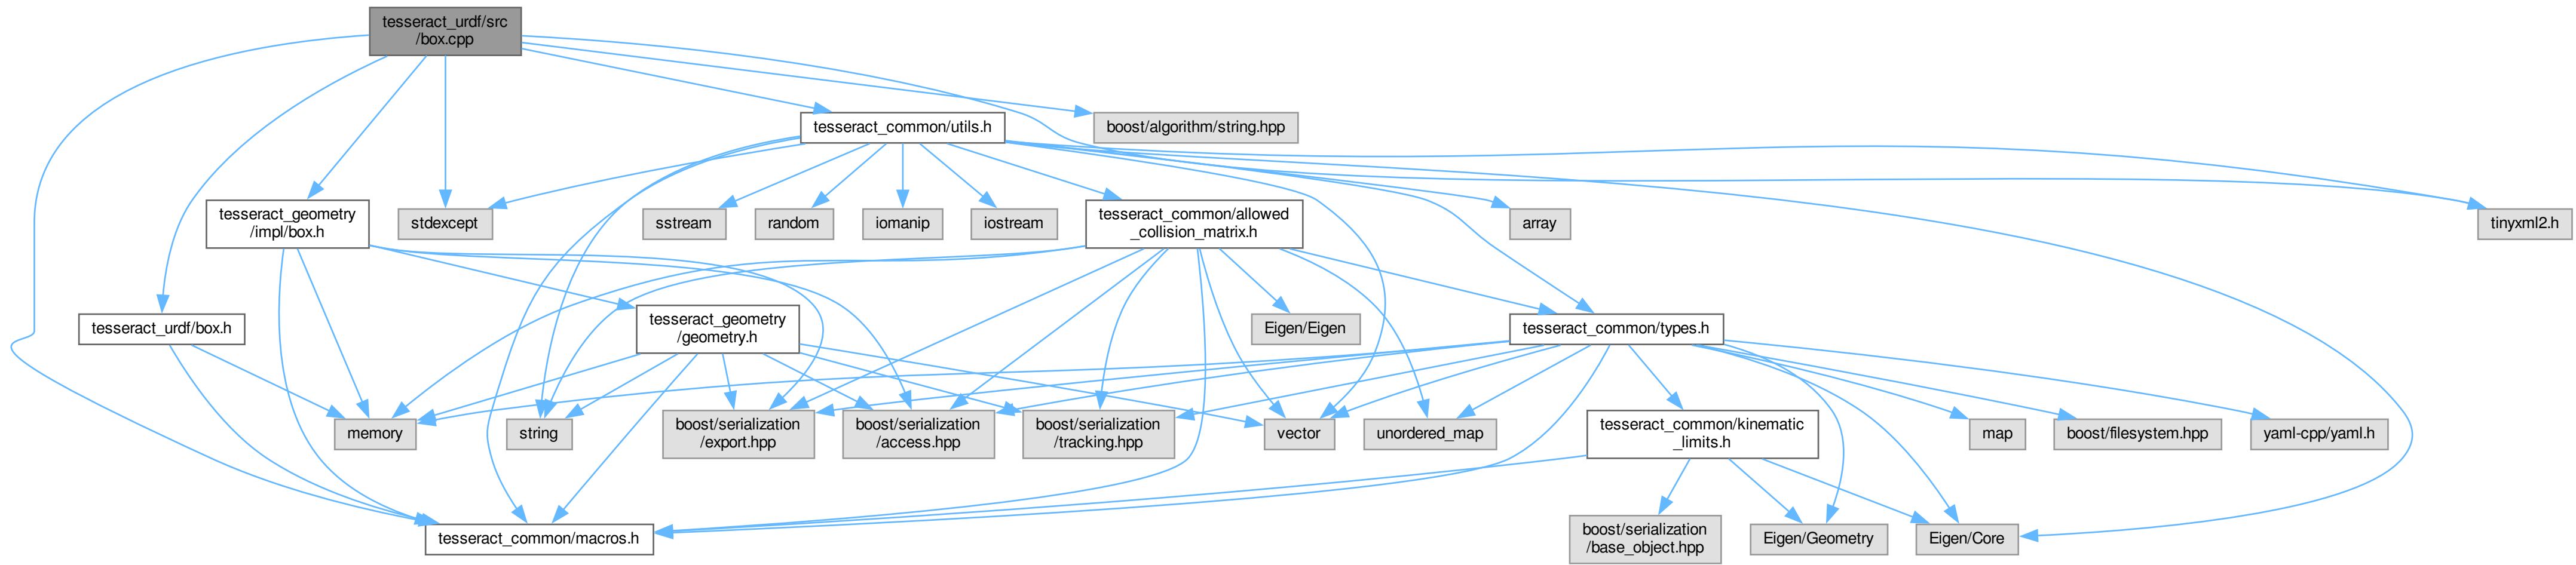 tesseract_urdf/src
/box.cpp
tesseract_common/utils.h
boost/algorithm/string.hpp
tesseract_geometry
/impl/box.h
stdexcept
sstream
random
iomanip
iostream
tesseract_common/allowed
_collision_matrix.h
array
tinyxml2.h
tesseract_urdf/box.h
tesseract_geometry
/geometry.h
Eigen/Eigen
tesseract_common/types.h
memory
string
boost/serialization
/export.hpp
boost/serialization
/access.hpp
boost/serialization
/tracking.hpp
vector
unordered_map
tesseract_common/kinematic
_limits.h
map
boost/filesystem.hpp
yaml-cpp/yaml.h
tesseract_common/macros.h
boost/serialization
/base_object.hpp
Eigen/Geometry
Eigen/Core